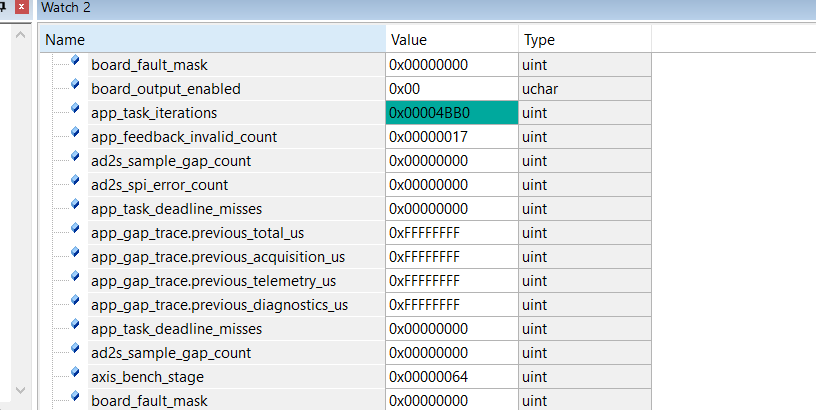 Watch 2
Name Value Type
board_fault_mask 0x00000000 uint
board_output_enabled 0x00 uchar
app_task_iterations 0x00004BB0 uint
app_feedback_invalid_count 0x00000017 uint
ad2s_sample_gap_count 0x00000000 uint
ad2s_spi_error_count 0x00000000 uint
app_task_deadline_misses 0x00000000 uint
app_gap_trace.previous_total_us 0xFFFFFFFF uint
app_gap_trace.previous_acquisition_us 0xFFFFFFFF uint
app_gap_trace.previous_telemetry_us 0xFFFFFFFF uint
app_gap_trace.previous_diagnostics_us 0xFFFFFFFF uint
app_task_deadline_misses 0x00000000 uint
ad2s_sample_gap_count 0x00000000 uint
axis_bench_stage 0x00000064 uint
board_fault_mask 0x00000000 uint